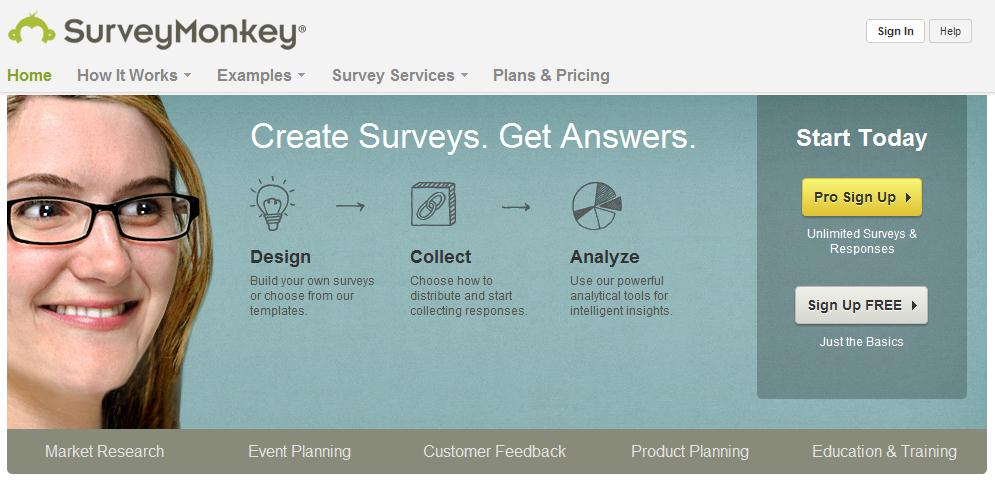 SurveyMonkey®
Sign In
Help
Home
How It Works
Examples
Survey Services
Plans & Pricing
Create Surveys. Get Answers.
Design
Build your own surveys
or choose from our
templates.
Collect
Choose how to
distribute and start
collecting responses.
Analyze
Use our powerful
analytical tools for
intelligent insights.
Start Today
Pro Sign Up
Unlimited Surveys &
Responses
Sign Up FREE
Just the Basics
Market Research
Event Planning
Customer Feedback
Product Planning
Education & Training